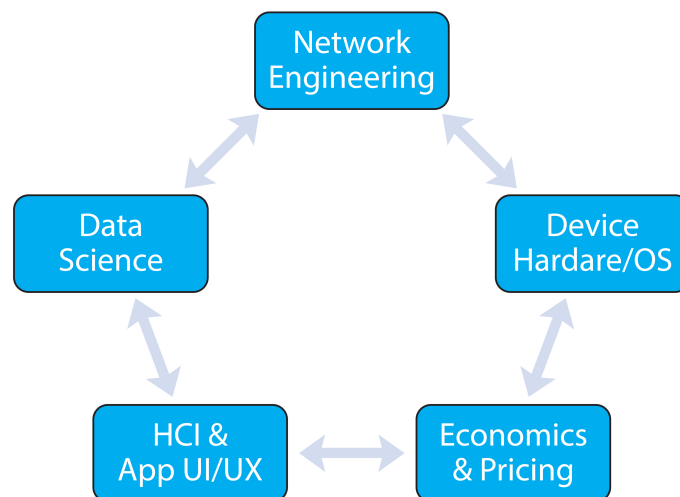 Network
Engineering
Data
Science
Device
Hardare/OS
HCI &
App UI/UX
Economics
& Pricing